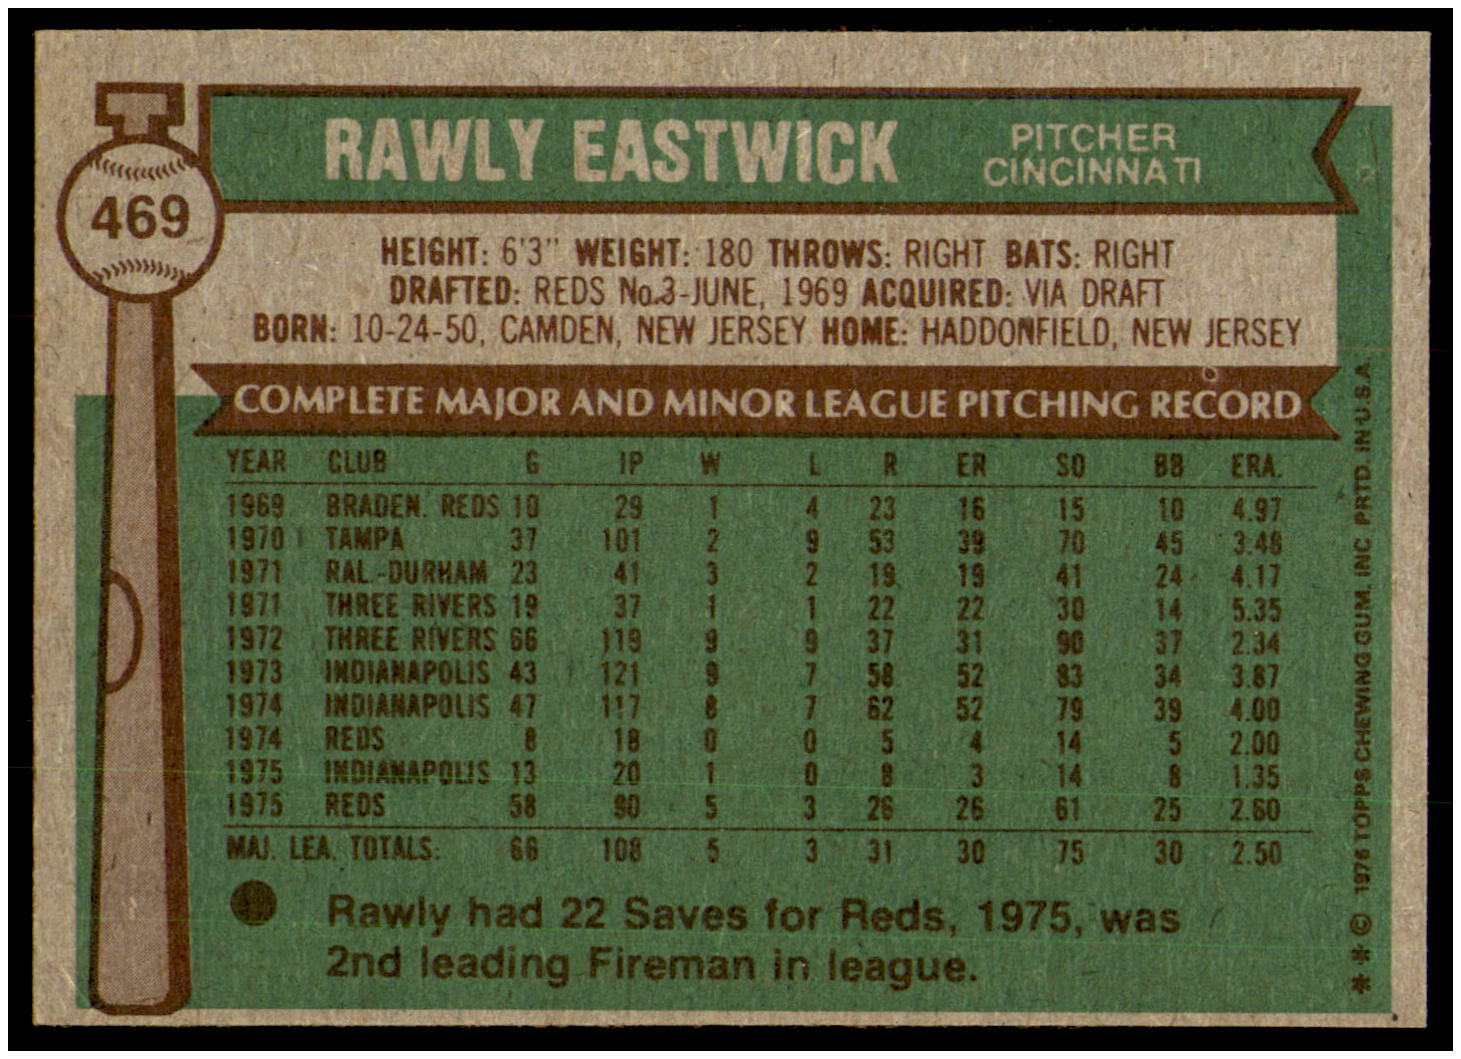 RAWLY EASTWICK
PITCHER
CINCINNATI
469
HEIGHT: 6'3" WEIGHT: 180 THROWS: RIGHT BATS: RIGHT
DRAFTED: REDS No.3-JUNE, 1969 ACQUIRED: VIA DRAFT
BORN: 10-24-50, CAMDEN, NEW JERSEY HOME: HADDONFIELD, NEW JERSEY
COMPLETE MAJOR AND MINOR LEAGUE PITCHING RECORD
YEAR CLUB G IP W L R ER SO BB ERA.
1969 BRADEN. REDS 10 29 1 4 23 16 15 10 4.97
1970 TAMPA 37 101 2 9 53 39 70 45 3.48
1971 RAL.-DURHAM 23 41 3 2 19 19 41 24 4.17
1971 THREE RIVERS 19 37 1 1 22 22 30 14 5.35
1972 THREE RIVERS 66 119 9 9 37 31 90 37 2.34
1973 INDIANAPOLIS 43 121 9 7 58 52 83 34 3.87
1974 INDIANAPOLIS 47 117 8 7 62 52 79 39 4.00
1974 REDS 8 18 0 0 5 4 14 5 2.00
1975 INDIANAPOLIS 13 20 1 0 8 3 14 8 1.35
1975 REDS 58 90 5 3 26 26 61 25 2.60
MAJ. LEA. TOTALS: 66 108 5 3 31 30 75 30 2.50
Rawly had 22 Saves for Reds, 1975, was
2nd leading Fireman in league.
** © 1976 TOPPS CHEWING GUM. INC PRTD. IN U.S.A.